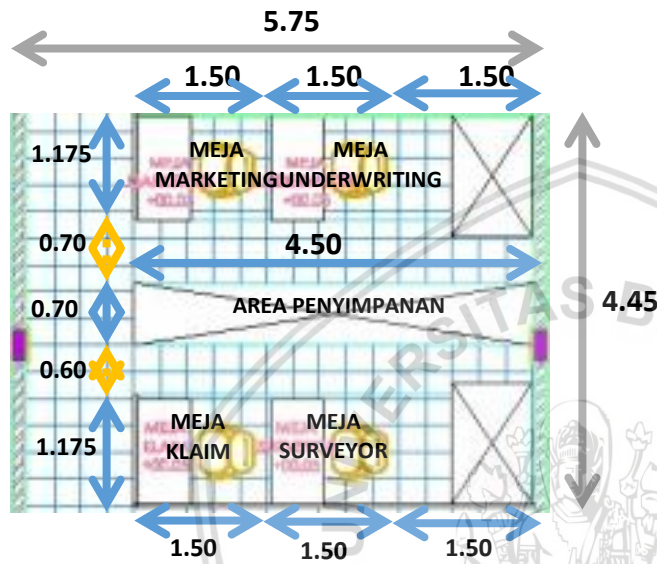 5.75
1.50 1.50 1.50
1.175
MEJA MARKETING
MEJA UNDERWRITING
0.70
4.50
0.70
AREA PENYIMPANAN
4.45
0.60
1.175
MEJA KLAIM
MEJA SURVEYOR
1.50 1.50 1.50